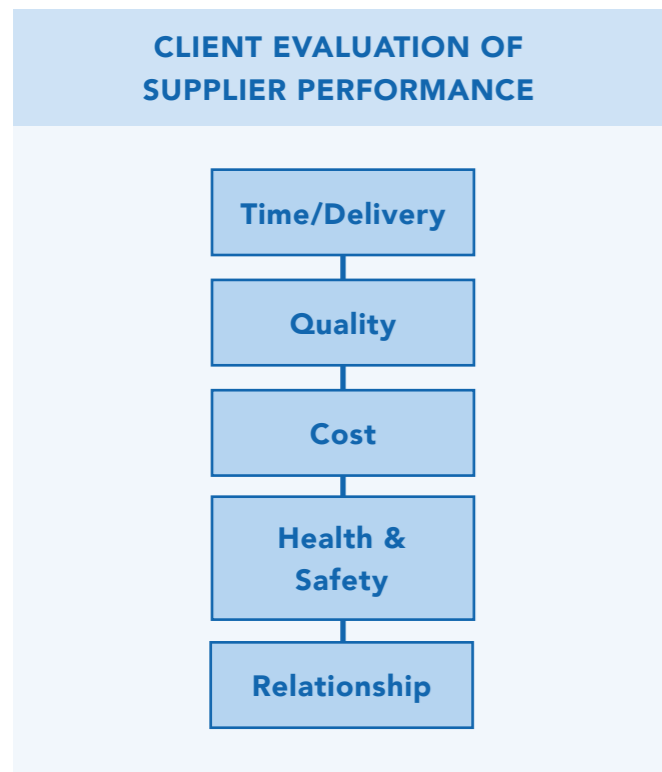 CLIENT EVALUATION OF
SUPPLIER PERFORMANCE
Time/Delivery
Quality
Cost
Health &
Safety
Relationship